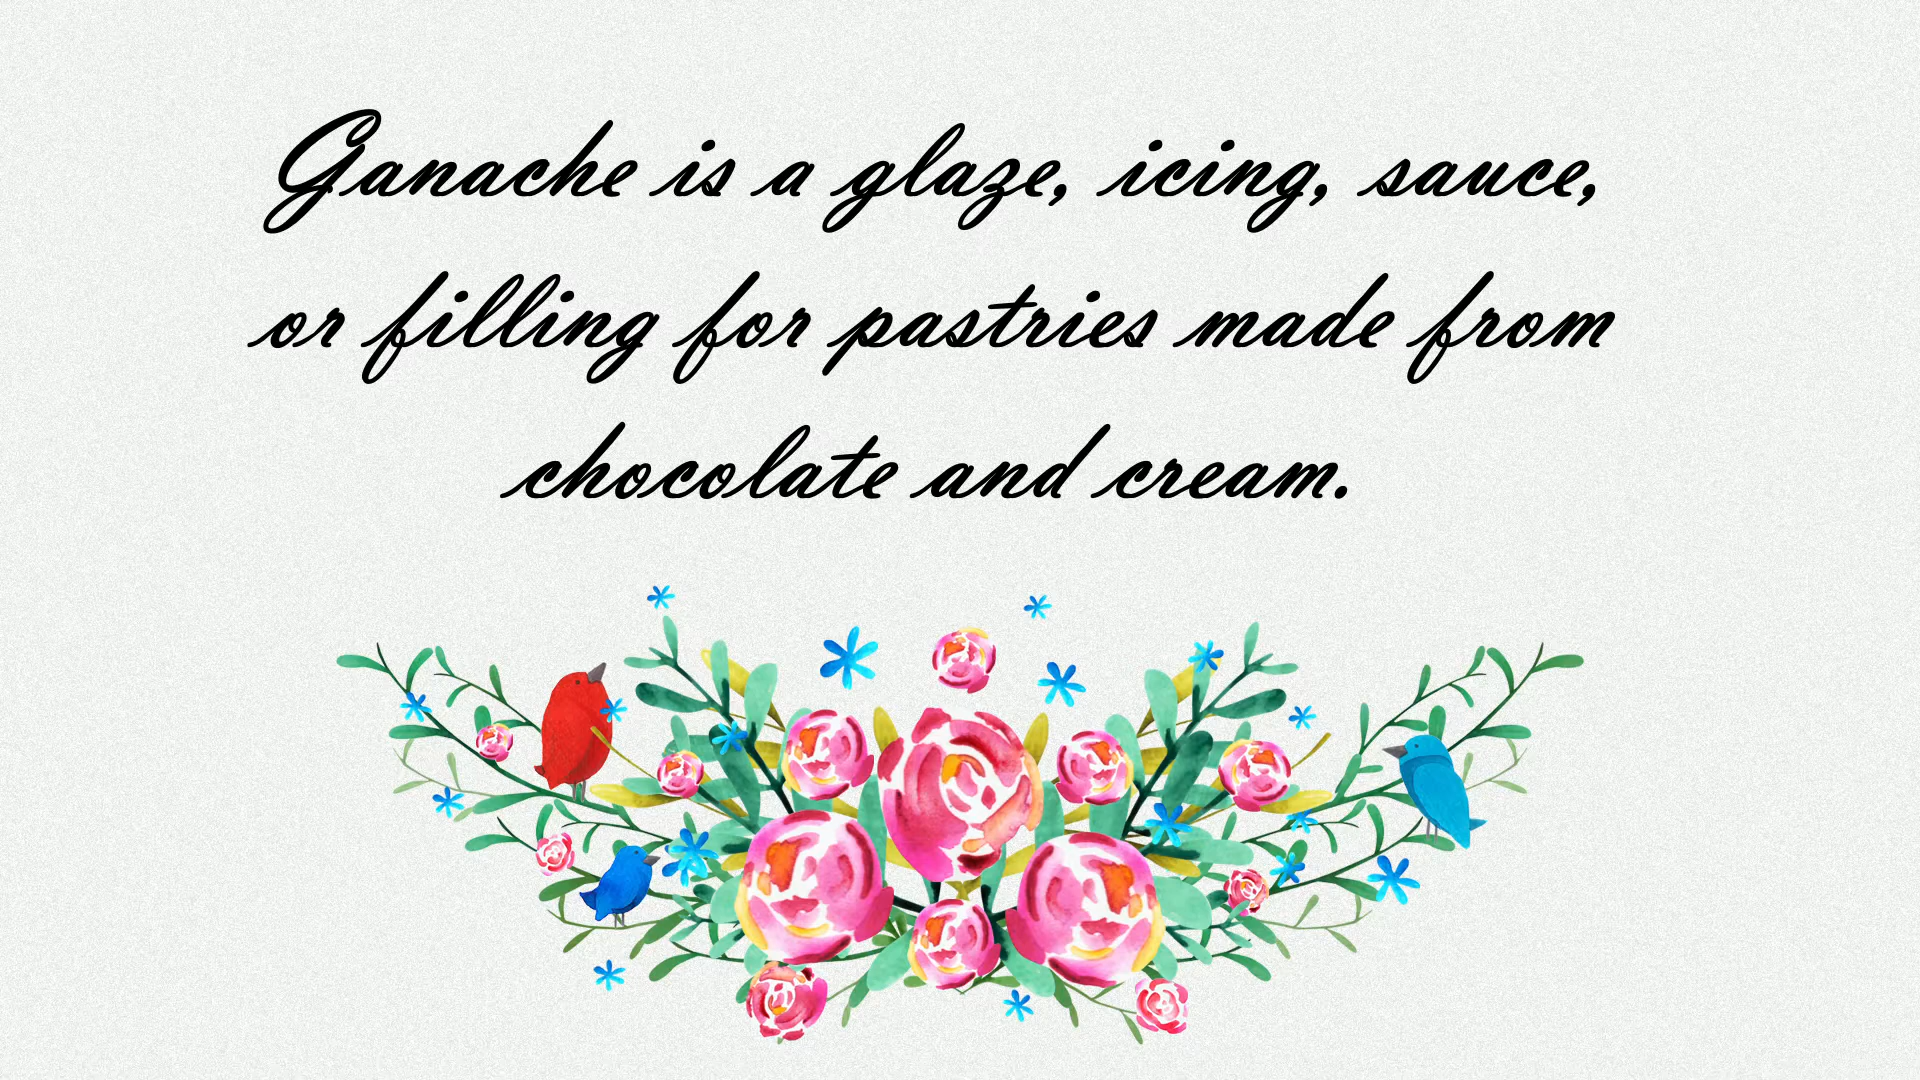 Ganache is a glaze, icing, sauce,
or filling for pastries made from
chocolate and cream.